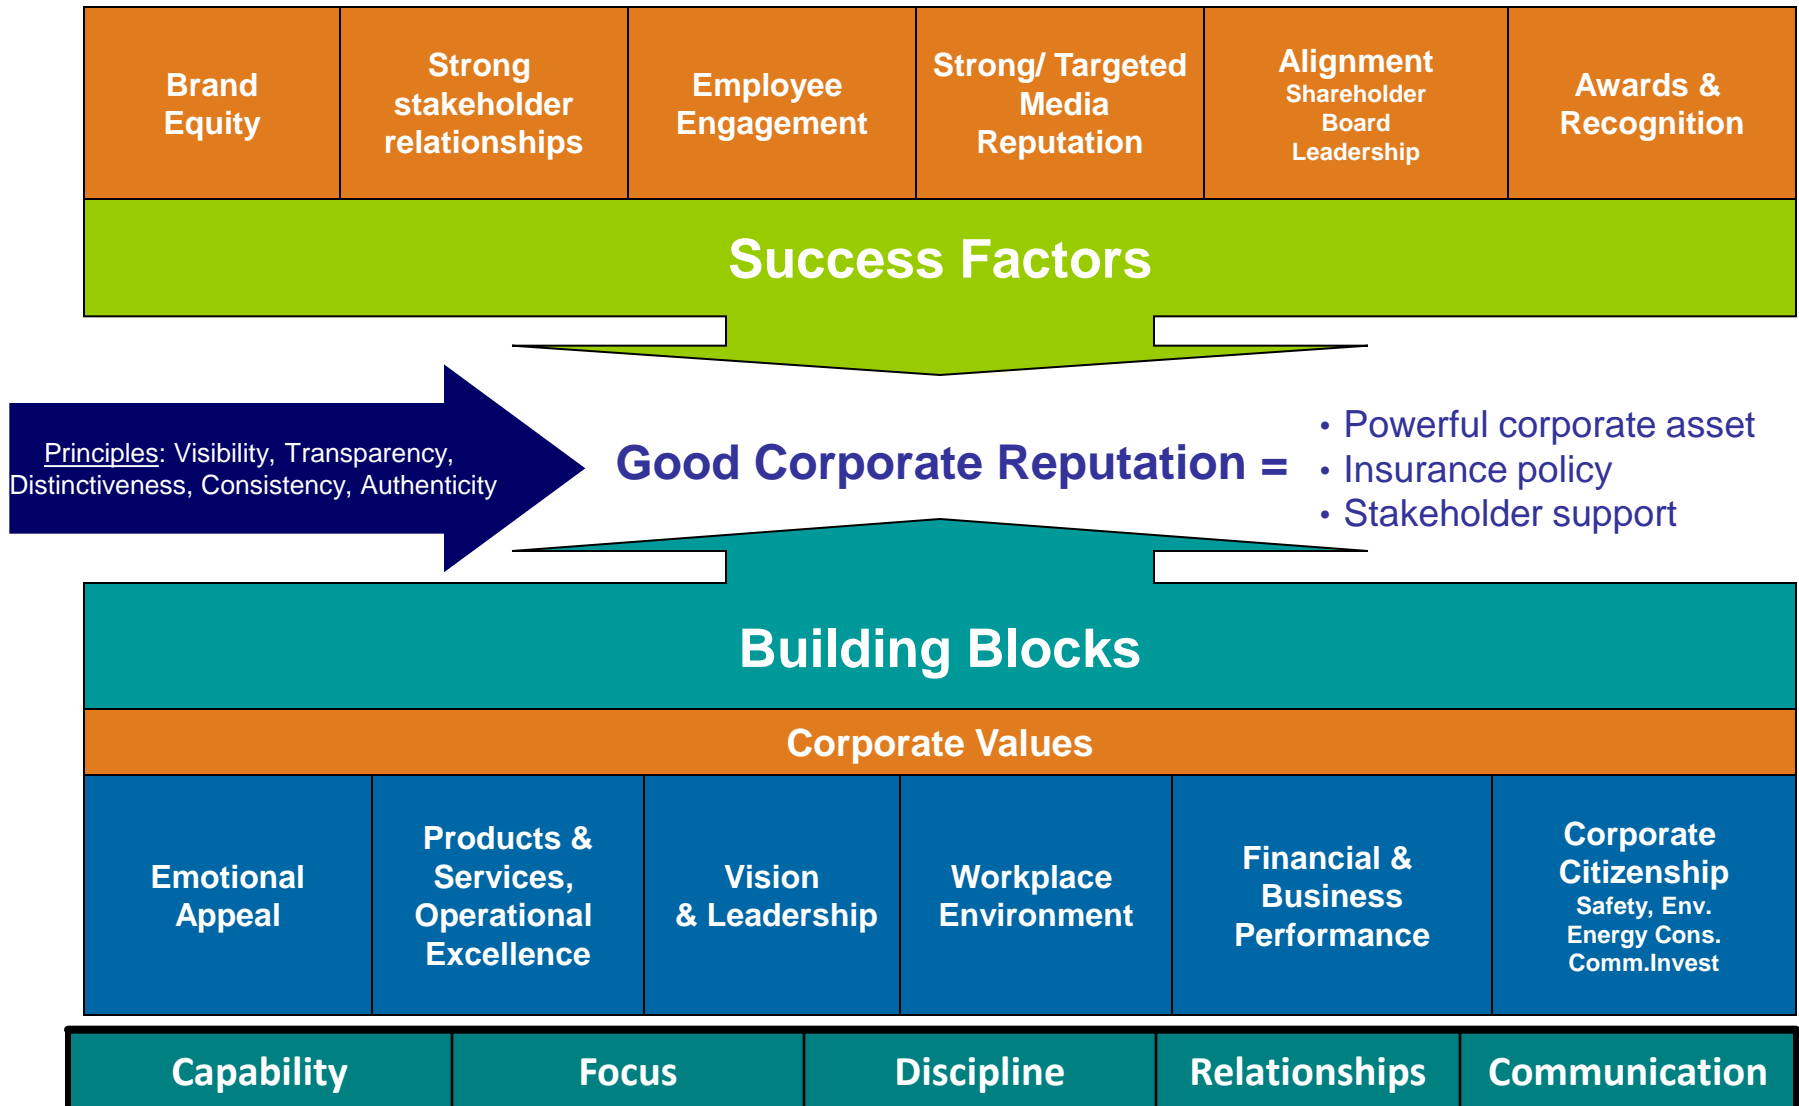 Brand
Equity
Strong
stakeholder
relationships
Employee
Engagement
Strong/ Targeted
Media
Reputation
Alignment
Shareholder
Board
Leadership
Awards &
Recognition
Success Factors
Principles: Visibility, Transparency,
Distinctiveness, Consistency, Authenticity
Good Corporate Reputation =
• Powerful corporate asset
• Insurance policy
• Stakeholder support
Building Blocks
Corporate Values
Emotional
Appeal
Products &
Services,
Operational
Excellence
Vision
& Leadership
Workplace
Environment
Financial &
Business
Performance
Corporate
Citizenship
Safety, Env.
Energy Cons.
Comm.Invest
Capability
Focus
Discipline
Relationships
Communication